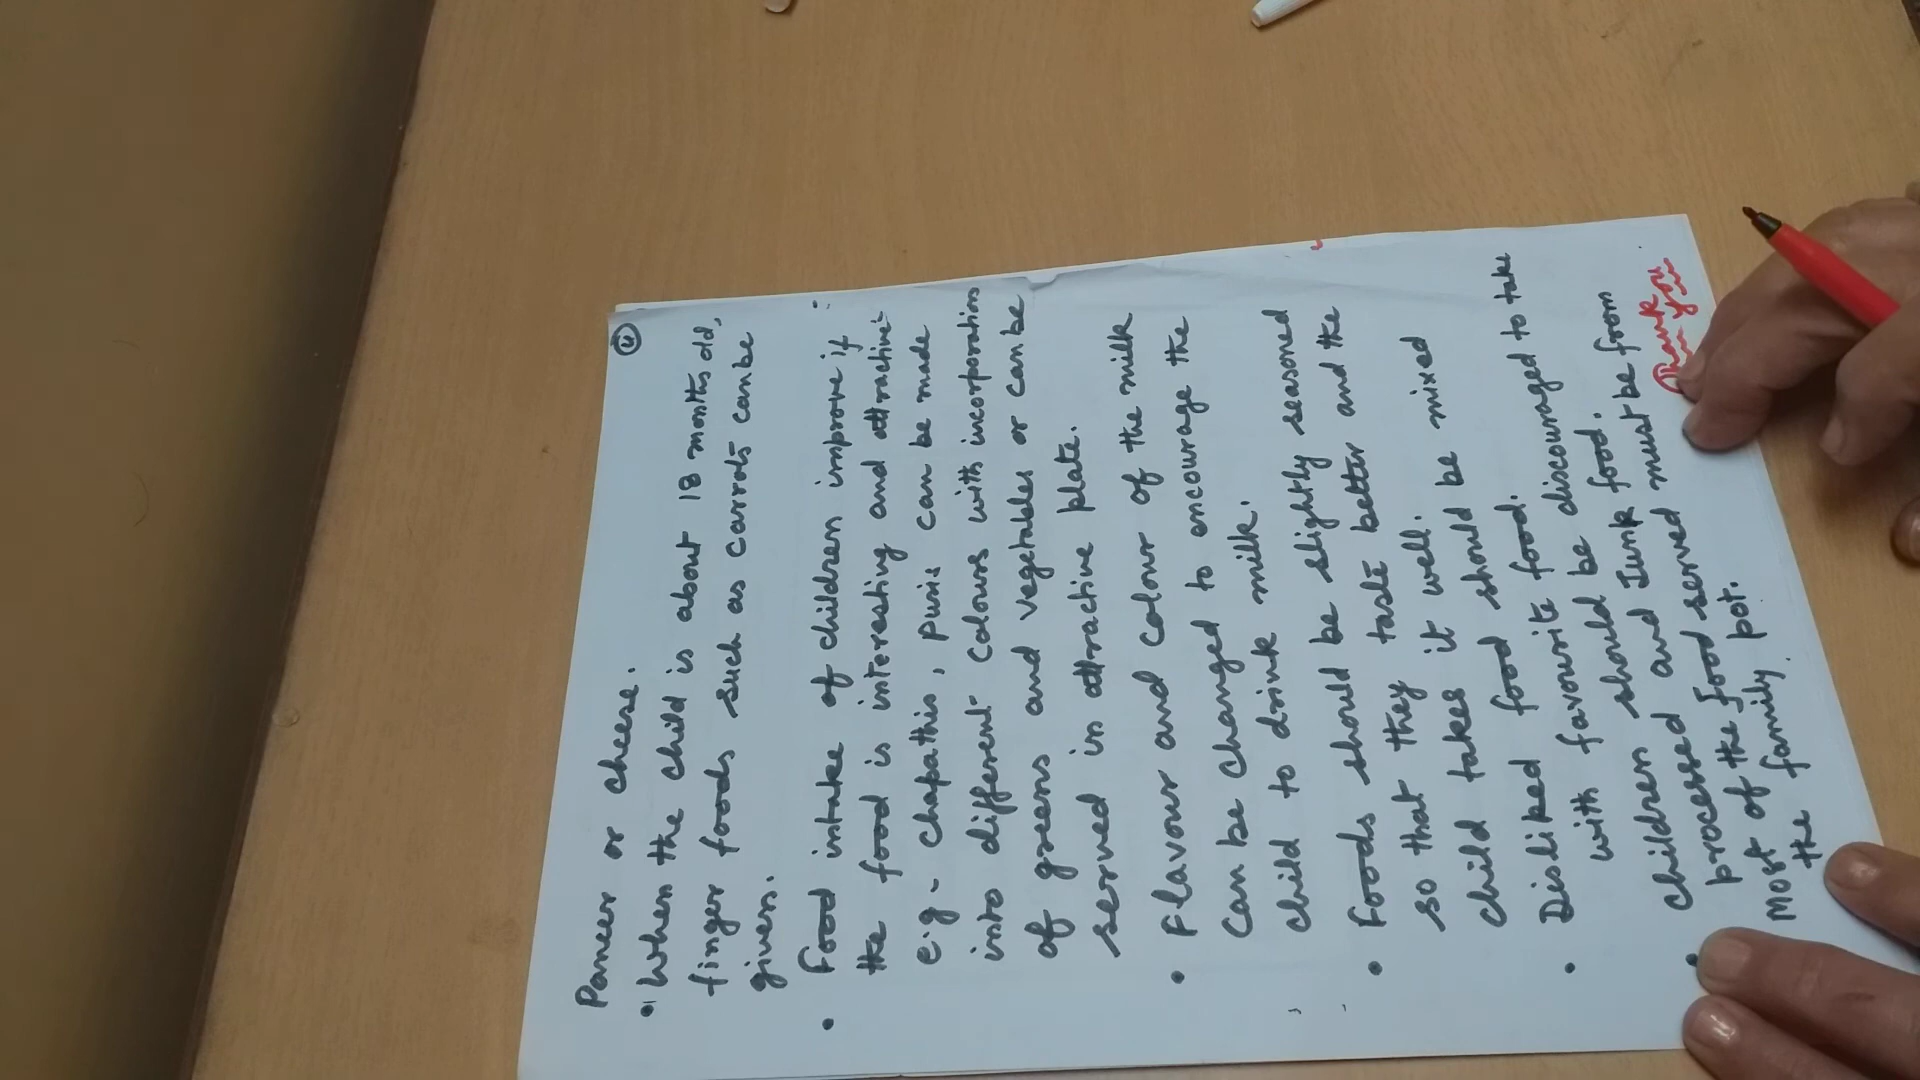 4
Paneer or cheese.
• When the child is about 18 months old,
finger foods such as carrots can be
given.
• Food intake of children improve if :
the food is interesting and attractive.
e.g - chapathis, puris can be made
into different colours with incorporations
of greens and vegetables or can be
served in attractive plate.
• Flavour and colour of the milk
can be changed to encourage the
child to drink milk.
• Foods should be slightly seasoned
so that they taste better and the
child takes it well.
Disliked food should be mixed
with favourite food.
• children should be discouraged to take
processed and Junk food.
• Most of the food served must be from
the family pot.
Thank
you